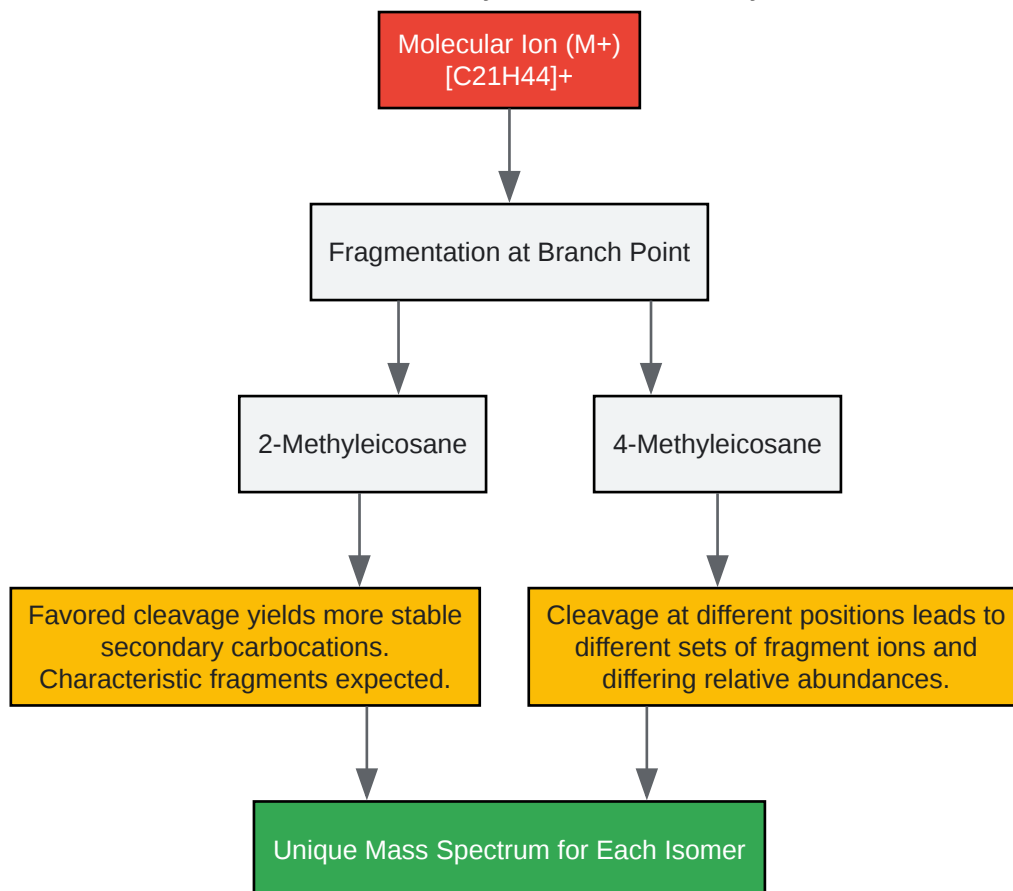 Molecular Ion (M+)
[C21H44]+
Fragmentation at Branch Point
2-Methyleicosane
4-Methyleicosane
Favored cleavage yields more stable
secondary carbocations.
Characteristic fragments expected.
Cleavage at different positions leads to
different sets of fragment ions and
differing relative abundances.
Unique Mass Spectrum for Each Isomer